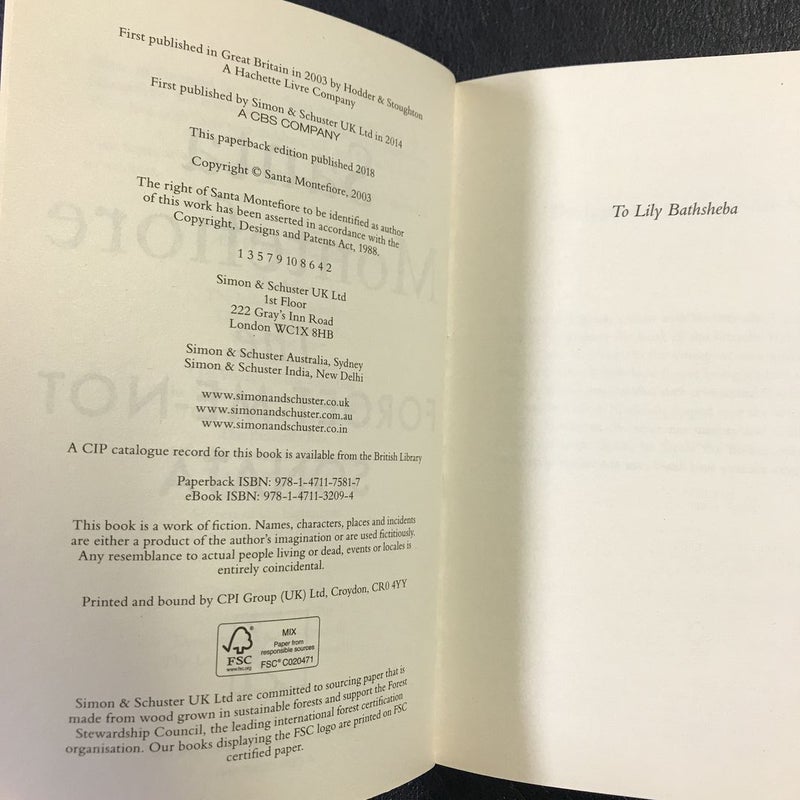 First published in Great Britain in 2003 by Hodder & Stoughton
A Hachette Livre Company
First published by Simon & Schuster UK Ltd in 2014
A CBS COMPANY
This paperback edition published 2018
Copyright © Santa Montefiore, 2003
The right of Santa Montefiore to be identified as author
of this work has been asserted in accordance with the
Copyright, Designs and Patents Act, 1988.
1 3 5 7 9 10 8 6 4 2
Simon & Schuster UK Ltd
1st Floor
222 Gray's Inn Road
London WC1X 8HB
Simon & Schuster Australia, Sydney
Simon & Schuster India, New Delhi
www.simonandschuster.co.uk
www.simonandschuster.com.au
www.simonandschuster.co.in
A CIP catalogue record for this book is available from the British Library
Paperback ISBN: 978-1-4711-7581-7
eBook ISBN: 978-1-4711-3209-4
This book is a work of fiction. Names, characters, places and incidents
are either a product of the author's imagination or are used fictitiously.
Any resemblance to actual people living or dead, events or locales is
entirely coincidental.
Printed and bound by CPI Group (UK) Ltd, Croydon, CR0 4YY
FSC
www.fsc.org
MIX
Paper from
responsible sources
FSC® C020471
Simon & Schuster UK Ltd are committed to sourcing paper that is
made from wood grown in sustainable forests and support the Forest
Stewardship Council, the leading international forest certification
organisation. Our books displaying the FSC logo are printed on FSC
certified paper.
To Lily Bathsheba